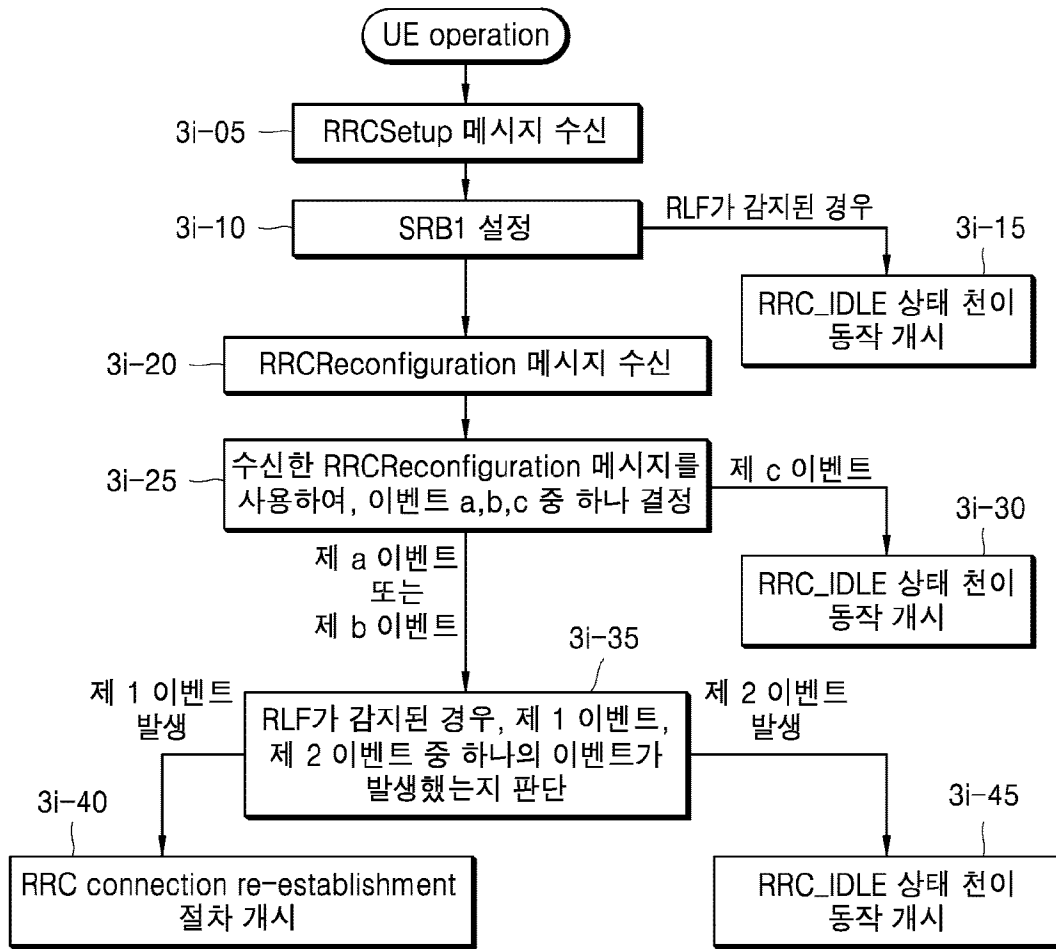 UE operation
3i-05
RRCSetup 메시지 수신
3i-10
SRB1 설정
RLF가 감지된 경우
3i-15
RRC_IDLE 상태 천이
동작 개시
3i-20
RRCReconfiguration 메시지 수신
3i-25
수신한 RRCReconfiguration 메시지를
사용하여, 이벤트 a,b,c 중 하나 결정
제 c 이벤트
3i-30
RRC_IDLE 상태 천이
동작 개시
제 a 이벤트
또는
제 b 이벤트
3i-35
제 1 이벤트
발생
RLF가 감지된 경우, 제 1 이벤트,
제 2 이벤트 중 하나의 이벤트가
발생했는지 판단
제 2 이벤트
발생
3i-40
RRC connection re-establishment
절차 개시
3i-45
RRC_IDLE 상태 천이
동작 개시